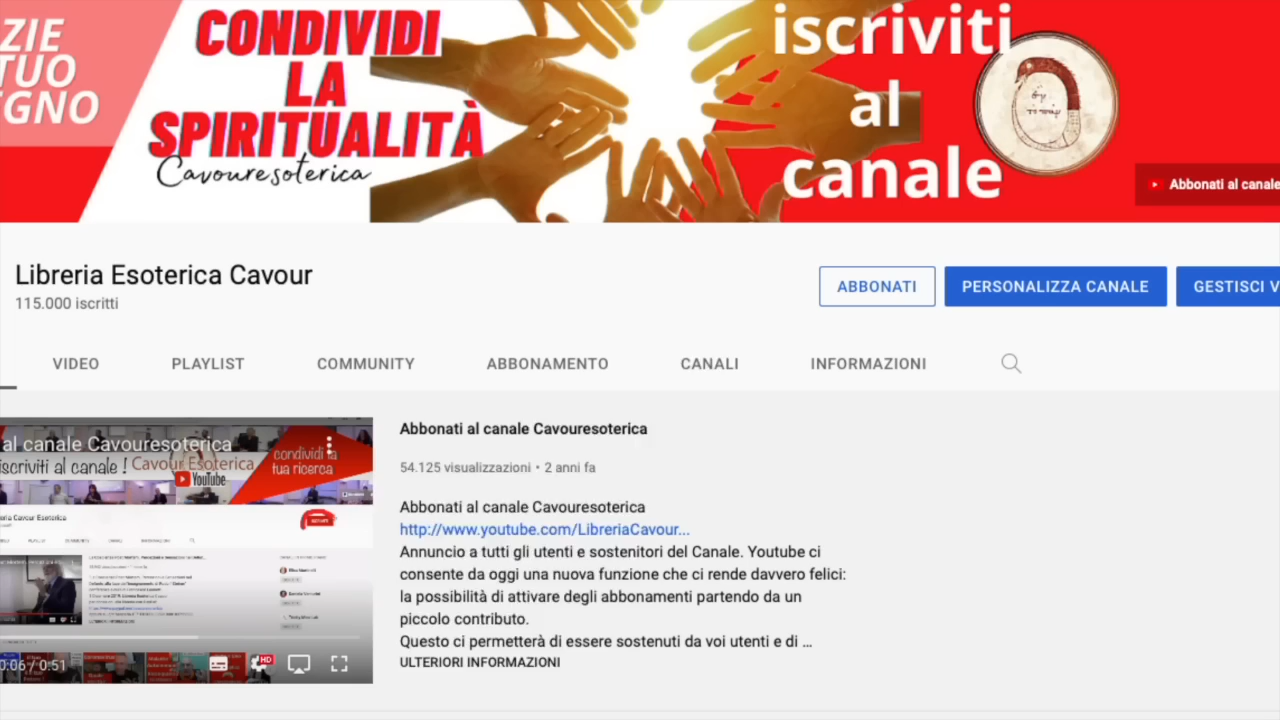 ZIE
TUO
EGNO
CONDIVIDI
LA
SPIRITUALITÀ
Cavouresoterica
iscriviti
al
canale
Abbonati al canale
Libreria Esoterica Cavour
115.000 iscritti
ABBONATI
PERSONALIZZA CANALE
GESTISCI V
VIDEO
PLAYLIST
COMMUNITY
ABBONAMENTO
CANALI
INFORMAZIONI
al canale Cavouresoterica
iscriviti al canale !
Cavour Esoterica
YouTube
condividi la
tua ricerca
0:06 / 0:51
HD
Abbonati al canale Cavouresoterica
54.125 visualizzazioni • 2 anni fa
Abbonati al canale Cavouresoterica
http://www.youtube.com/LibreriaCavour...
Annuncio a tutti gli utenti e sostenitori del Canale. Youtube ci
consente da oggi una nuova funzione che ci rende davvero felici:
la possibilità di attivare degli abbonamenti partendo da un
piccolo contributo.
Questo ci permetterà di essere sostenuti da voi utenti e di ...
ULTERIORI INFORMAZIONI